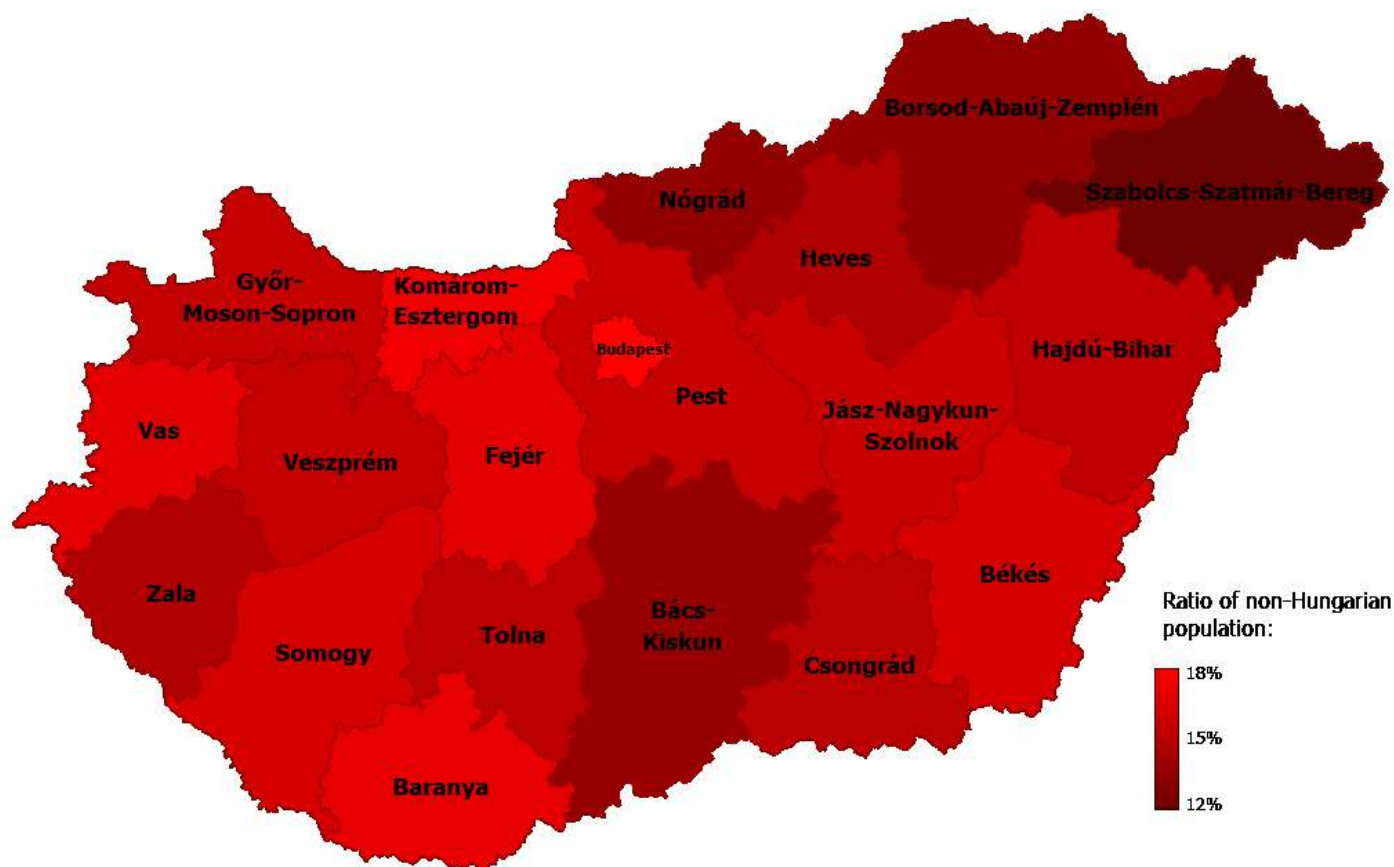 Borsod-Abaúj-Zemplén
Szabolcs-Szatmár-Bereg
Nógrád
Heves
Győr-
Moson-Sopron
Komarom-
Esztergom
Budapest
Hajdú-Bihar
Pest
Jász-Nagykun-
Szolnok
Vas
Veszprém
Fejér
Zala
Békés
Bács-
Kiskun
Tolna
Somogy
Csongrád
Baranya
Ratio of non-Hungarian
population:
18%
15%
12%